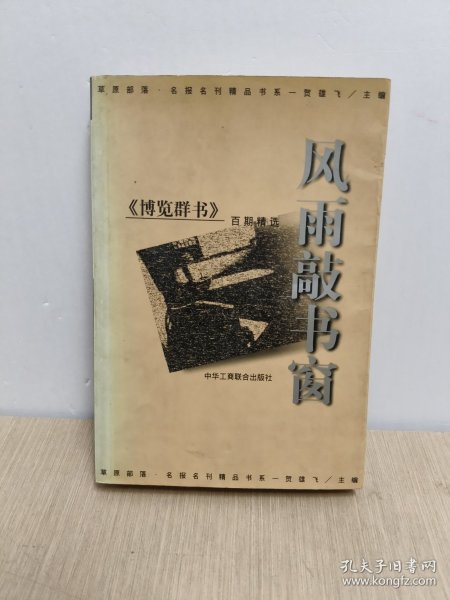 草原部落·名报名刊精品书系—贺雄飞/主编
风雨敲书窗
《博览群书》
百期精选
中华工商联合出版社
草原部落·名报名刊精品书系—贺雄飞/主编
孔夫子旧书网
www.kongfz.com